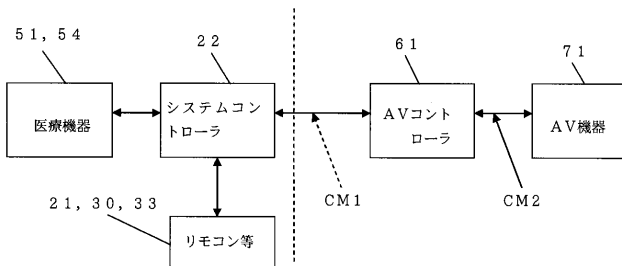 ５１，５４
２２
６１
７１
医療機器
システムコン
トローラ
ＡＶコント
ローラ
ＡＶ機器
ＣＭ１
ＣＭ２
２１，３０，３３
リモコン等